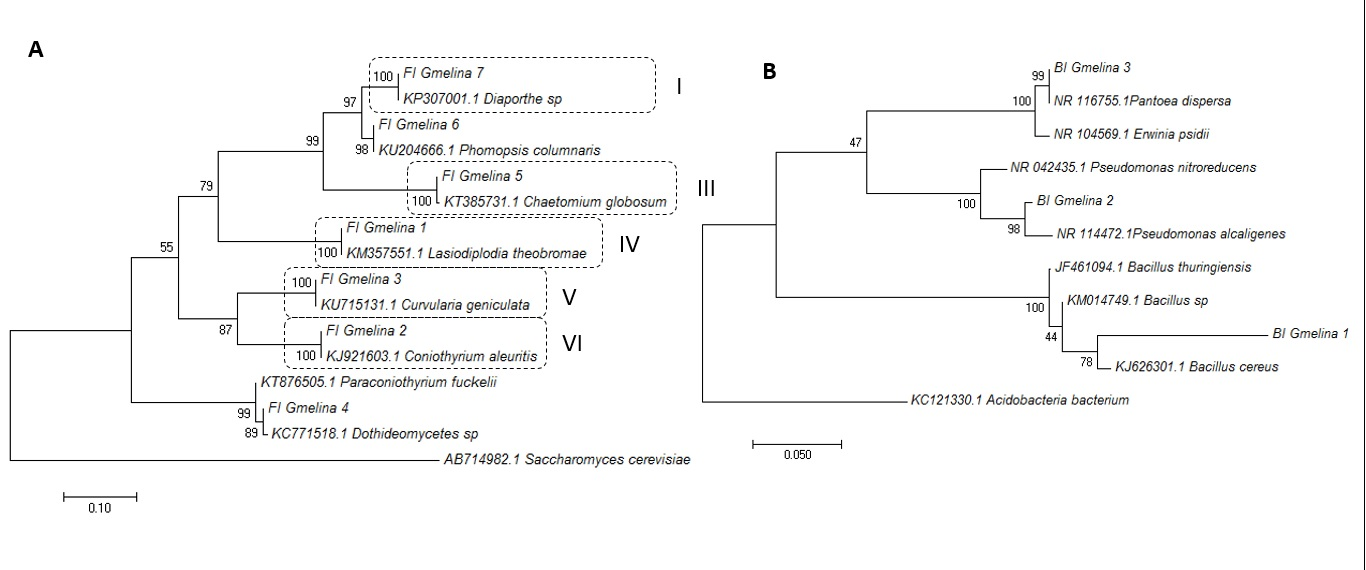 A
FI Gmelina 7
100
KP307001.1 Diaporthe sp
I
97
FI Gmelina 6
98
KU204666.1 Phomopsis columnaris
99
FI Gmelina 5
100
KT385731.1 Chaetomium globosum
III
79
FI Gmelina 1
100
KM357551.1 Lasiodiplodia theobromae
IV
55
FI Gmelina 3
100
KU715131.1 Curvularia geniculata
V
87
FI Gmelina 2
100
KJ921603.1 Coniothyrium aleuritis
VI
KT876505.1 Paraconiothyrium fuckelii
99
FI Gmelina 4
89
KC771518.1 Dothideomycetes sp
AB714982.1 Saccharomyces cerevisiae
0.10
B
BI Gmelina 3
99
NR 116755.1Pantoea dispersa
100
NR 104569.1 Erwinia psidii
47
NR 042435.1 Pseudomonas nitroreducens
100
BI Gmelina 2
98
NR 114472.1Pseudomonas alcaligenes
JF461094.1 Bacillus thuringiensis
100
KM014749.1 Bacillus sp
44
BI Gmelina 1
78
KJ626301.1 Bacillus cereus
KC121330.1 Acidobacteria bacterium
0.050